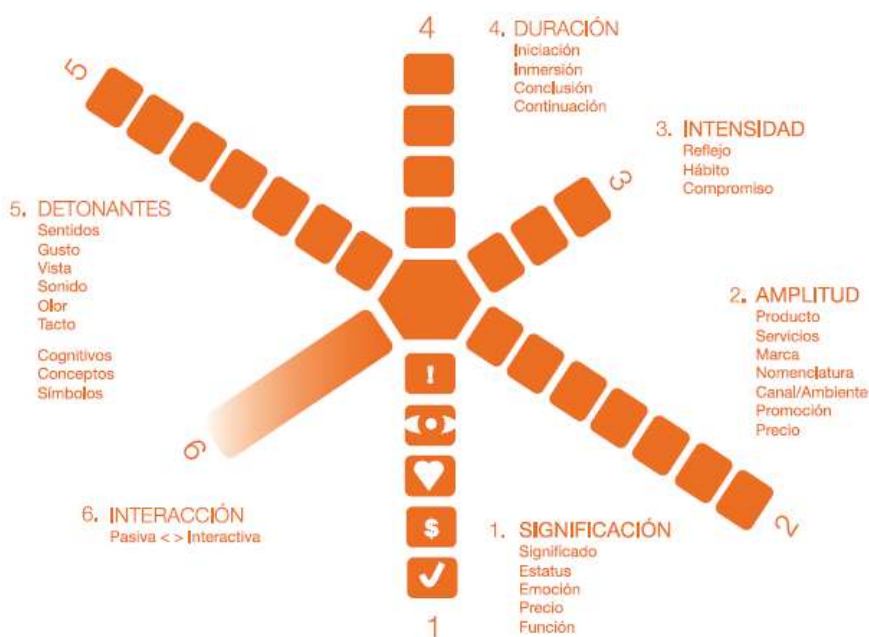 4
4. DURACIÓN
Iniciación
Inmersión
Conclusión
Continuación
5
3. INTENSIDAD
Reflejo
Hábito
Compromiso
3
5. DETONANTES
Sentidos
Gusto
Vista
Sonido
Olor
Tacto
Cognitivos
Conceptos
Símbolos
2. AMPLITUD
Producto
Servicios
Marca
Nomenclatura
Canal/Ambiente
Promoción
Precio
!
6
2
6. INTERACCIÓN
Pasiva < > Interactiva
$
1. SIGNIFICACIÓN
Significado
Estatus
Emoción
Precio
Función
1